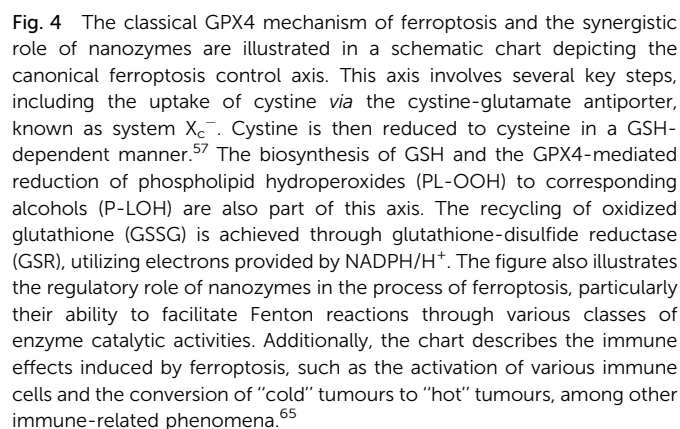 Fig. 4 The classical GPX4 mechanism of ferroptosis and the synergistic
role of nanozymes are illustrated in a schematic chart depicting the
canonical ferroptosis control axis. This axis involves several key steps,
including the uptake of cystine via the cystine-glutamate antiporter,
known as system Xc−. Cystine is then reduced to cysteine in a GSH-
dependent manner.57 The biosynthesis of GSH and the GPX4-mediated
reduction of phospholipid hydroperoxides (PL-OOH) to corresponding
alcohols (P-LOH) are also part of this axis. The recycling of oxidized
glutathione (GSSG) is achieved through glutathione-disulfide reductase
(GSR), utilizing electrons provided by NADPH/H+. The figure also illustrates
the regulatory role of nanozymes in the process of ferroptosis, particularly
their ability to facilitate Fenton reactions through various classes of
enzyme catalytic activities. Additionally, the chart describes the immune
effects induced by ferroptosis, such as the activation of various immune
cells and the conversion of "cold" tumours to "hot" tumours, among other
immune-related phenomena.65